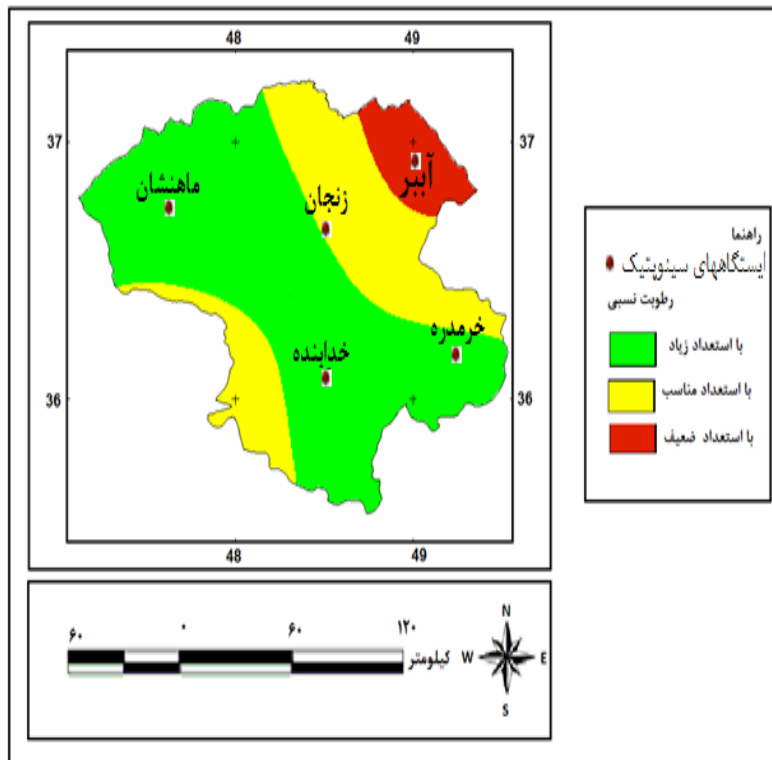 48 49
37 37
آببر
ماهنشان
زنجان
خرمدره
خدابنده
36 36
48 49
راهنما
ایستگاههای سینوپتیک
رطوبت نسبی
با استعداد زیاد
با استعداد مناسب
با استعداد ضعیف
۶۰ ۰ ۶۰ ۱۲۰
کیلومتر
N
W E
S